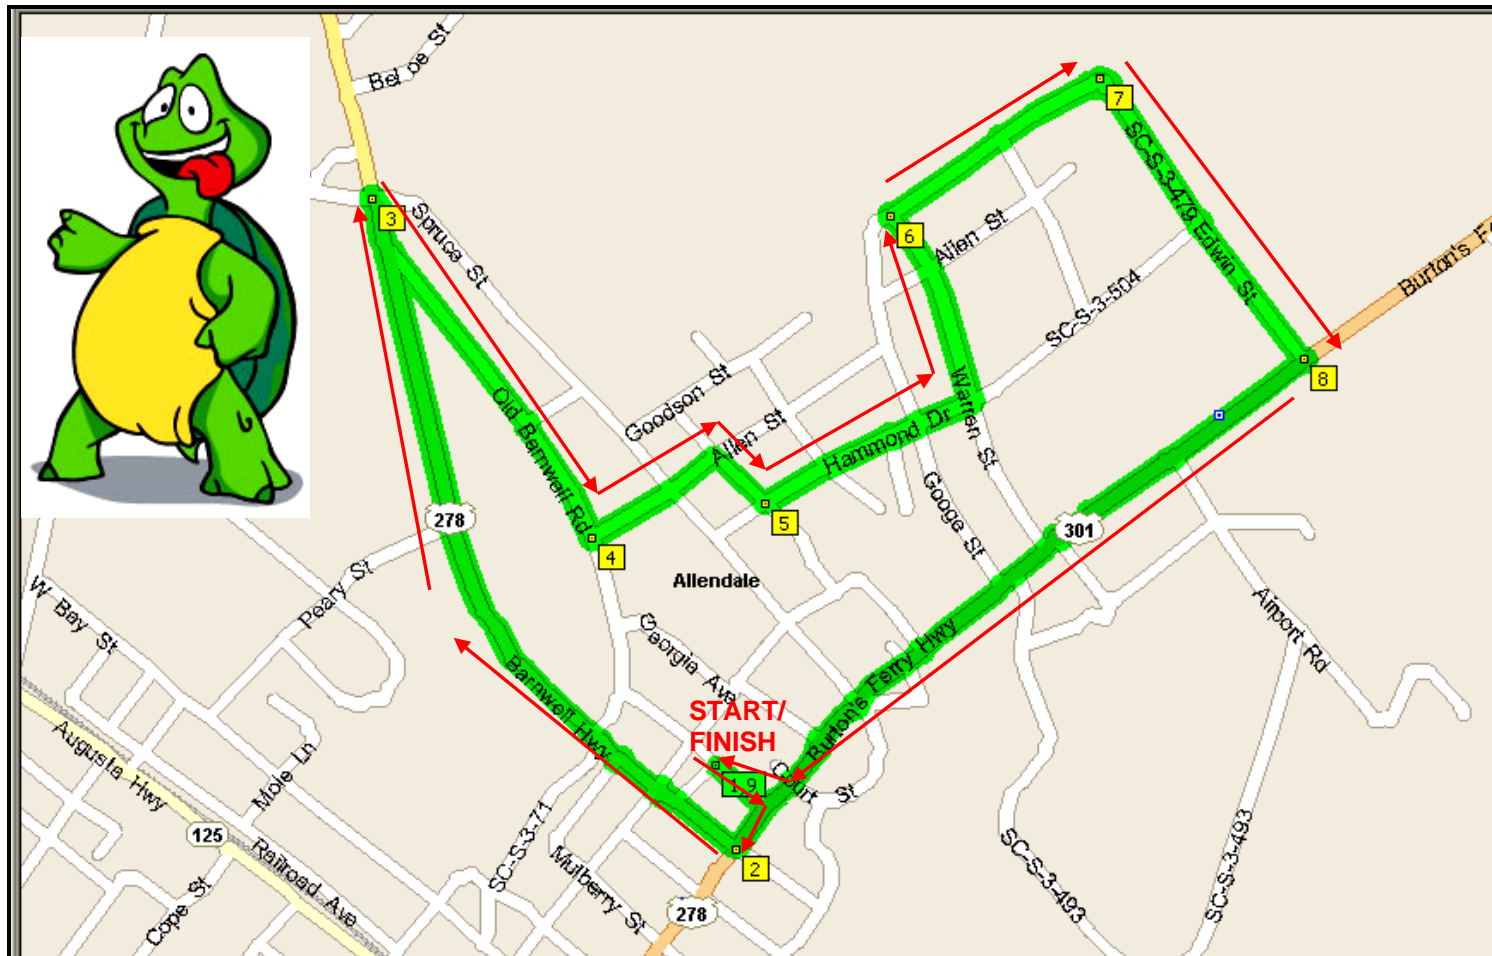 Bel oe St
3
Spruce St
7
SC-S-3-479 Edwin St
6
Allen St
SC-S-3-504
Burton's Fe
8
Goodson St
Allen St
Old Barnwell Rd
Hammond Dr
Warren St
278
5
4
Googe St
301
Allendale
Peary St
W Bay St
Airport Rd
Georgia Ave
Barnwell Hwy
Burton's Ferry Hwy
START/
FINISH
1,9
Court St
Augusta Hwy
Mole Ln
125
Railroad Ave
SC-S-3-71
2
Mulberry St
278
Cope St
SC-S-3-493
SC-S-3-493